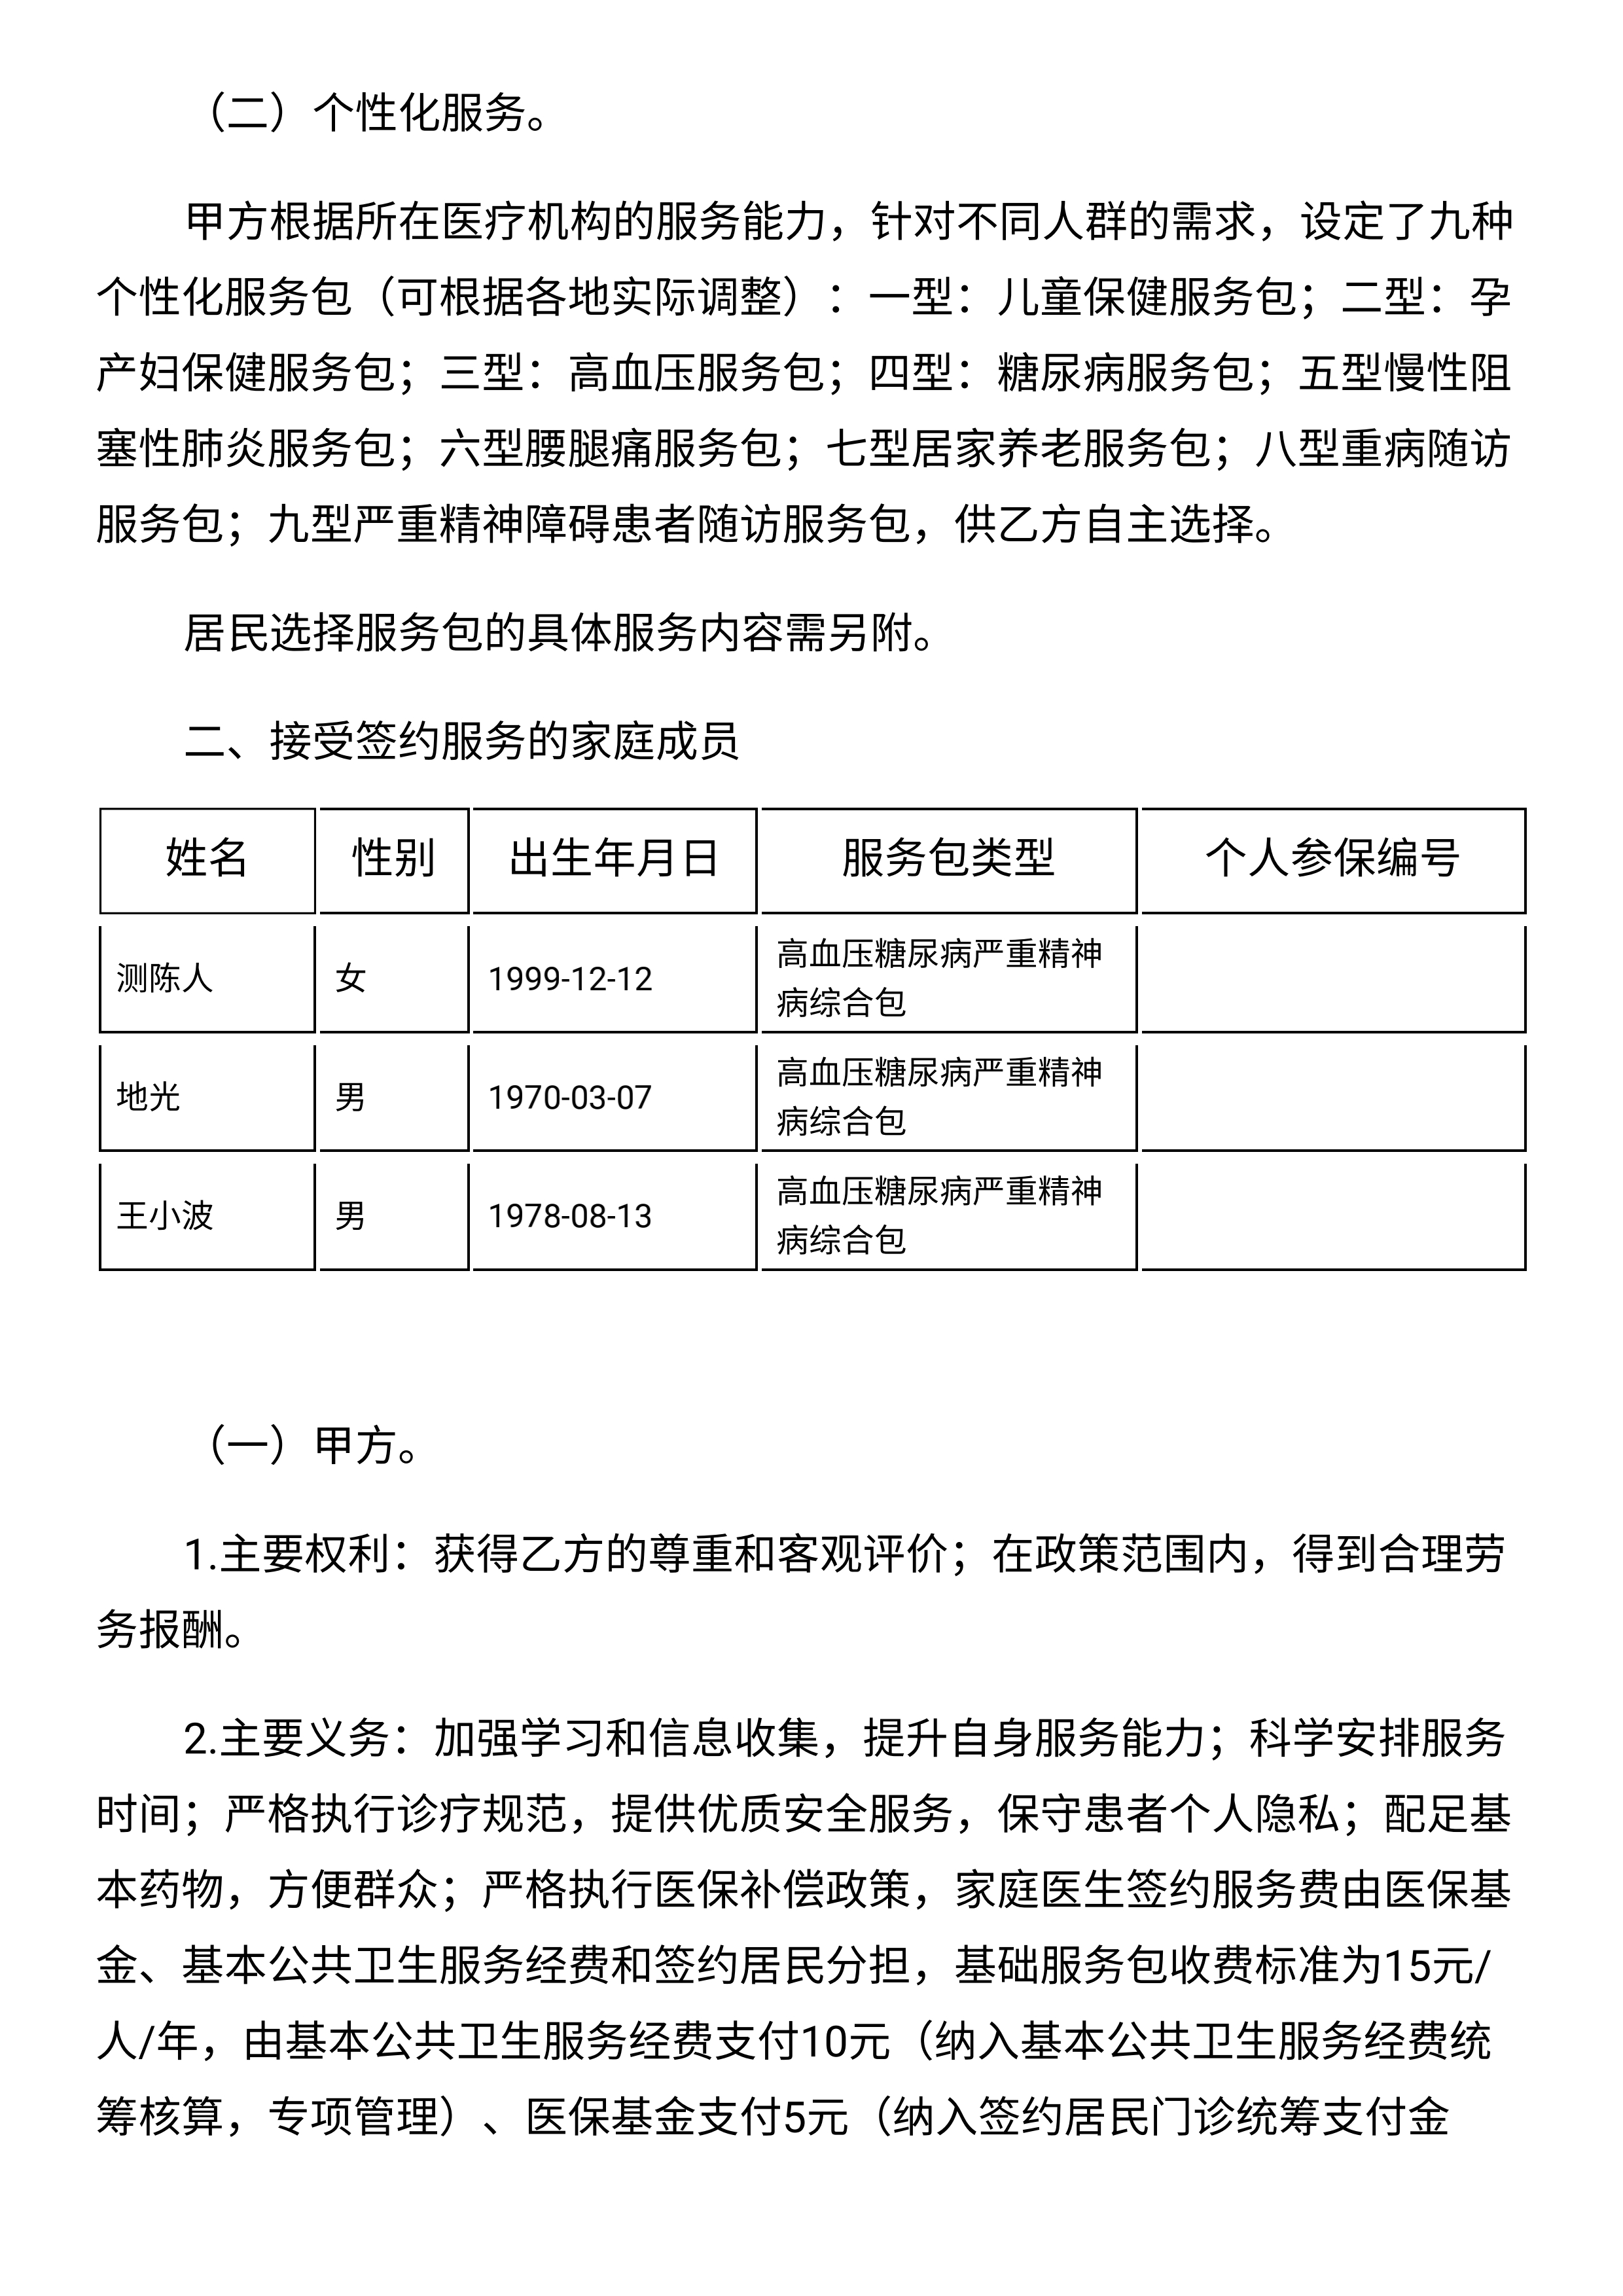 （二）个性化服务。
甲方根据所在医疗机构的服务能力，针对不同人群的需求，设定了九种
个性化服务包（可根据各地实际调整）：一型：儿童保健服务包；二型：孕
产妇保健服务包；三型：高血压服务包；四型：糖尿病服务包；五型慢性阻
塞性肺炎服务包；六型腰腿痛服务包；七型居家养老服务包；八型重病随访
服务包；九型严重精神障碍患者随访服务包，供乙方自主选择。
居民选择服务包的具体服务内容需另附。
二、接受签约服务的家庭成员
姓名 性别 出生年月日 服务包类型 个人参保编号
测陈人 女 1999-12-12 高血压糖尿病严重精神
病综合包
地光 男 1970-03-07 高血压糖尿病严重精神
病综合包
王小波 男 1978-08-13 高血压糖尿病严重精神
病综合包
（一）甲方。
1.主要权利：获得乙方的尊重和客观评价；在政策范围内，得到合理劳
务报酬。
2.主要义务：加强学习和信息收集，提升自身服务能力；科学安排服务
时间；严格执行诊疗规范，提供优质安全服务，保守患者个人隐私；配足基
本药物，方便群众；严格执行医保补偿政策，家庭医生签约服务费由医保基
金、基本公共卫生服务经费和签约居民分担，基础服务包收费标准为15元/
人/年，由基本公共卫生服务经费支付10元（纳入基本公共卫生服务经费统
筹核算，专项管理）、医保基金支付5元（纳入签约居民门诊统筹支付金